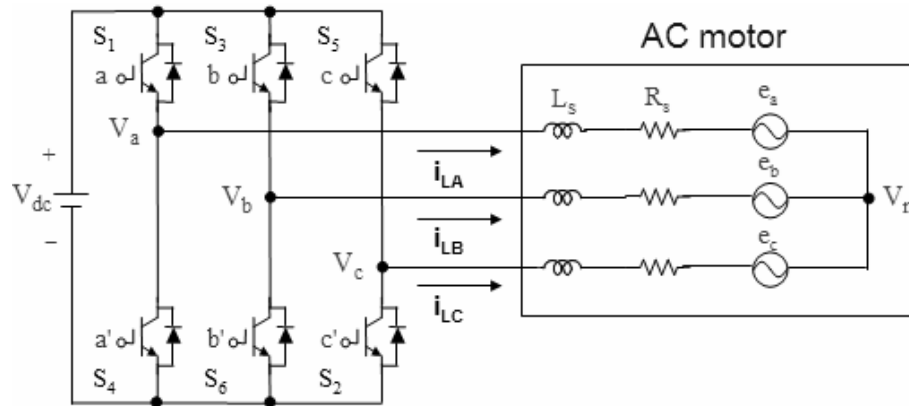 S1 S3 S5
AC motor
a b c
Ls Rs ea
Va
iLA
+
Vdc
−
Vb
eb
iLB
Vc
ec
iLC
a' b' c'
S4 S6 S2